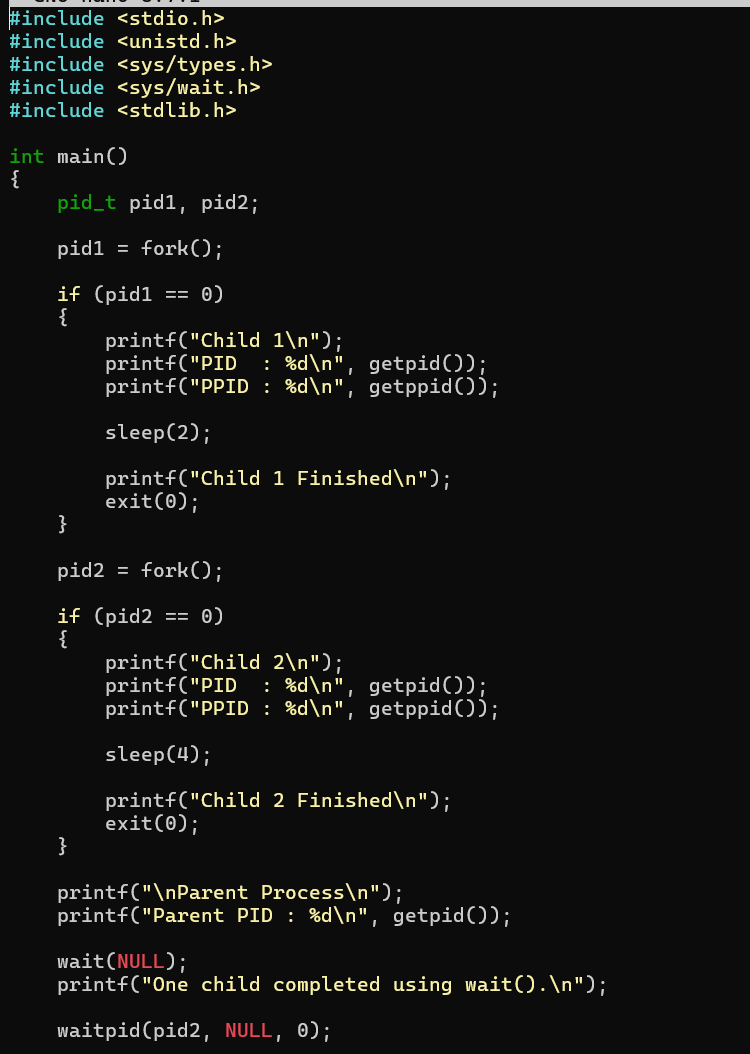 #include <stdio.h>
#include <unistd.h>
#include <sys/types.h>
#include <sys/wait.h>
#include <stdlib.h>

int main()
{
    pid_t pid1, pid2;

    pid1 = fork();

    if (pid1 == 0)
    {
        printf("Child 1\n");
        printf("PID  : %d\n", getpid());
        printf("PPID : %d\n", getppid());

        sleep(2);

        printf("Child 1 Finished\n");
        exit(0);
    }

    pid2 = fork();

    if (pid2 == 0)
    {
        printf("Child 2\n");
        printf("PID  : %d\n", getpid());
        printf("PPID : %d\n", getppid());

        sleep(4);

        printf("Child 2 Finished\n");
        exit(0);
    }

    printf("\nParent Process\n");
    printf("Parent PID : %d\n", getpid());

    wait(NULL);
    printf("One child completed using wait().\n");

    waitpid(pid2, NULL, 0);